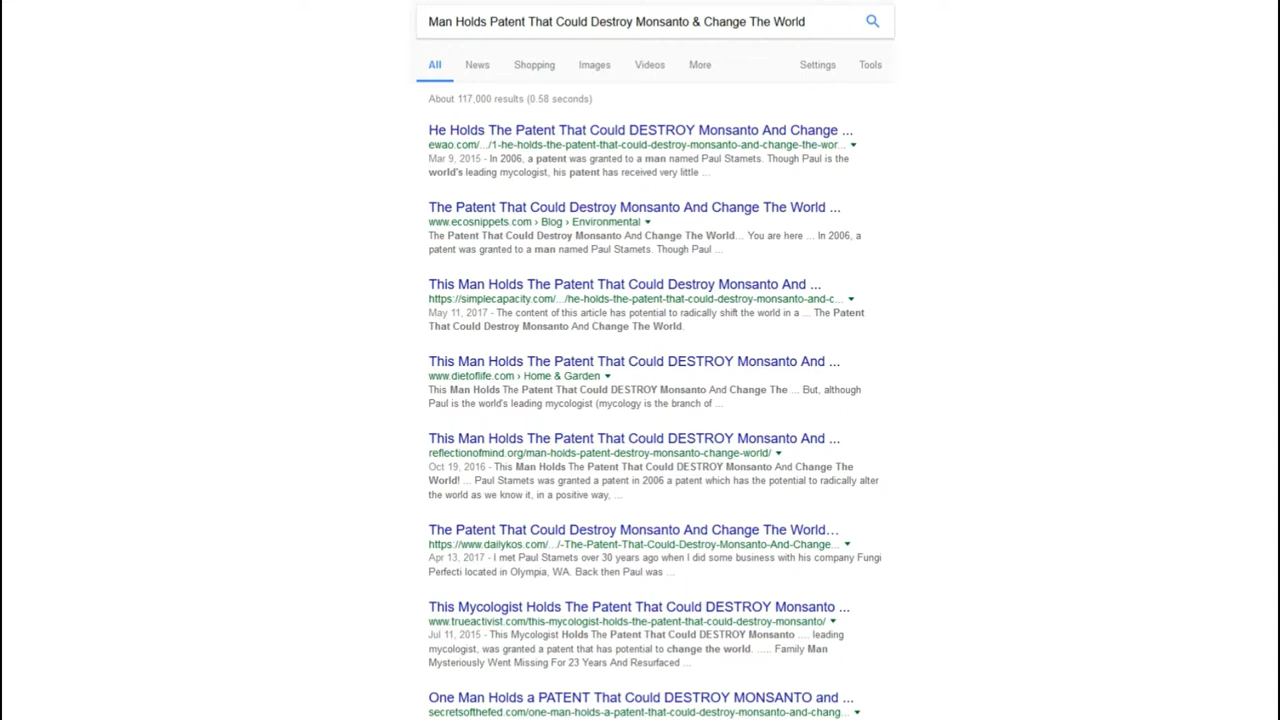 Man Holds Patent That Could Destroy Monsanto & Change The World
All News Shopping Images Videos More Settings Tools
About 117,000 results (0.58 seconds)
He Holds The Patent That Could DESTROY Monsanto And Change ...
ewao.com/.../1-he-holds-the-patent-that-could-destroy-monsanto-and-change-the-wor...
Mar 9, 2015 - In 2006, a patent was granted to a man named Paul Stamets. Though Paul is the
world's leading mycologist, his patent has received very little ...
The Patent That Could Destroy Monsanto And Change The World ...
www.ecosnippets.com › Blog › Environmental
The Patent That Could Destroy Monsanto And Change The World... You are here ... In 2006, a
patent was granted to a man named Paul Stamets. Though Paul ...
This Man Holds The Patent That Could Destroy Monsanto And ...
https://simplecapacity.com/.../he-holds-the-patent-that-could-destroy-monsanto-and-c...
May 11, 2017 - The content of this article has potential to radically shift the world in a ... The Patent
That Could Destroy Monsanto And Change The World.
This Man Holds The Patent That Could DESTROY Monsanto And ...
www.dietoflife.com › Home & Garden
This Man Holds The Patent That Could DESTROY Monsanto And Change The ... But, although
Paul is the world's leading mycologist (mycology is the branch of ...
This Man Holds The Patent That Could DESTROY Monsanto And ...
reflectionofmind.org/man-holds-patent-destroy-monsanto-change-world/
Oct 19, 2016 - This Man Holds The Patent That Could DESTROY Monsanto And Change The
World! ... Paul Stamets was granted a patent in 2006 a patent which has the potential to radically alter
the world as we know it, in a positive way, ...
The Patent That Could Destroy Monsanto And Change The World...
https://www.dailykos.com/.../-The-Patent-That-Could-Destroy-Monsanto-And-Change...
Apr 13, 2017 - I met Paul Stamets over 30 years ago when I did some business with his company Fungi
Perfecti located in Olympia, WA. Back then Paul was ...
This Mycologist Holds The Patent That Could DESTROY Monsanto ...
www.trueactivist.com/this-mycologist-holds-the-patent-that-could-destroy-monsanto/
Jul 11, 2015 - This Mycologist Holds The Patent That Could DESTROY Monsanto .... leading
mycologist, was granted a patent that has potential to change the world. ..... Family Man
Mysteriously Went Missing For 23 Years And Resurfaced ...
One Man Holds a PATENT That Could DESTROY MONSANTO and ...
secretsofthefed.com/one-man-holds-a-patent-that-could-destroy-monsanto-and-chang...